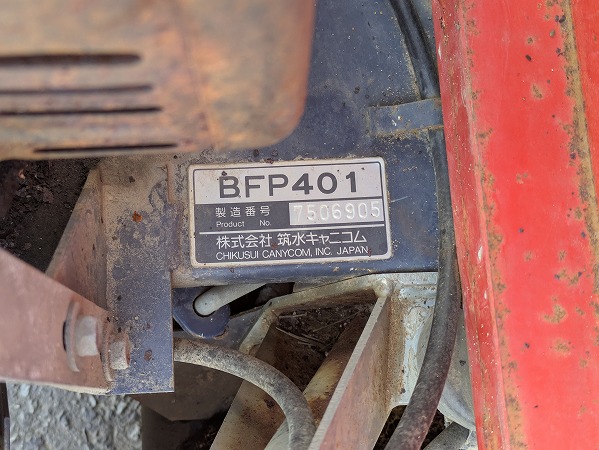 BFP401
製造番号
Product No. 7506905
株式会社 筑水キャニコム
CHIKUSUI CANYCOM, INC. JAPAN